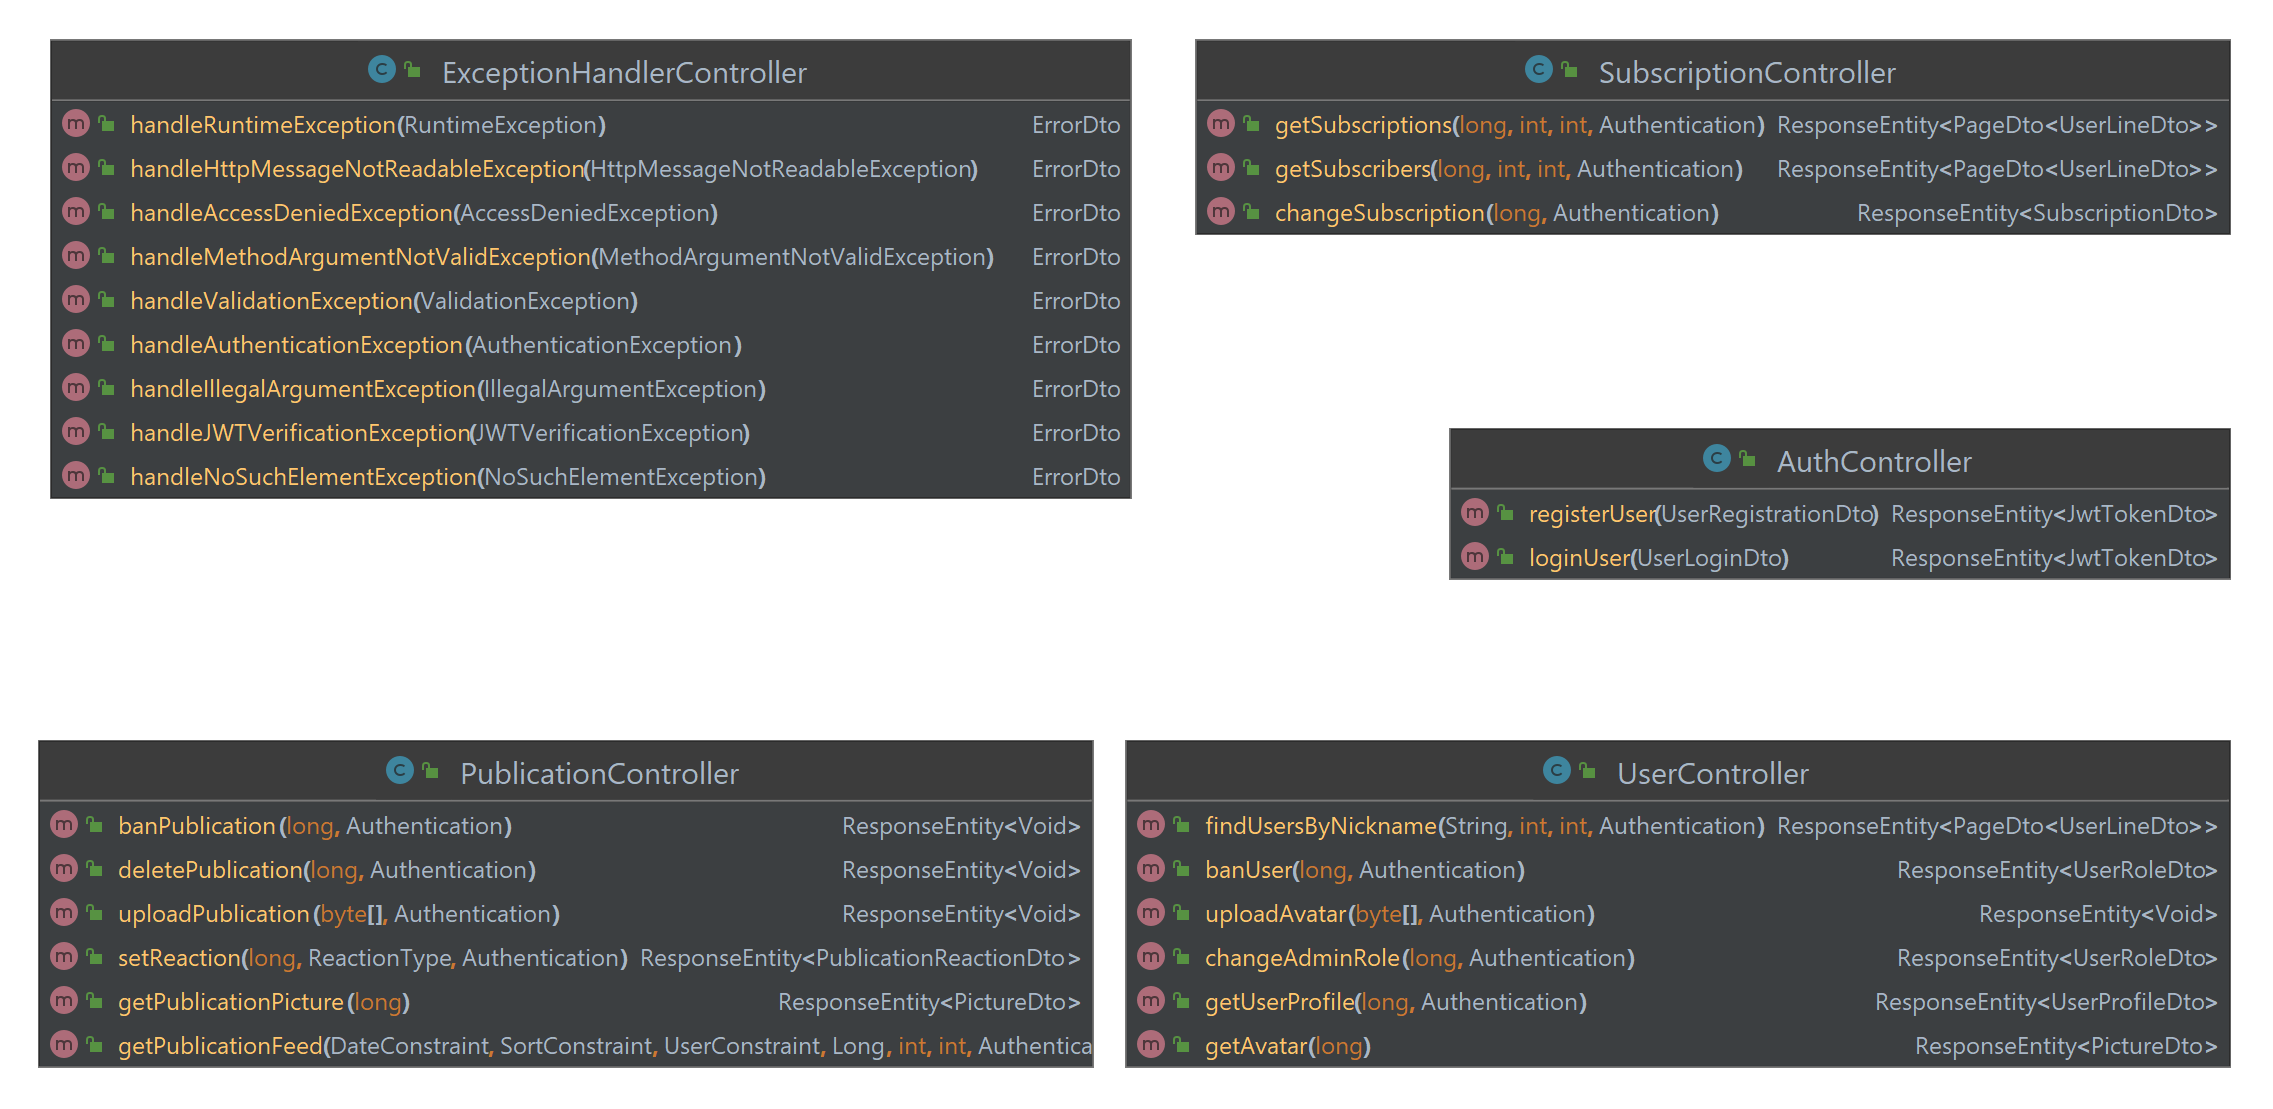 ExceptionHandlerController
handleRuntimeException(RuntimeException) ErrorDto
handleHttpMessageNotReadableException(HttpMessageNotReadableException) ErrorDto
handleAccessDeniedException(AccessDeniedException) ErrorDto
handleMethodArgumentNotValidException(MethodArgumentNotValidException) ErrorDto
handleValidationException(ValidationException) ErrorDto
handleAuthenticationException(AuthenticationException) ErrorDto
handleIllegalArgumentException(IllegalArgumentException) ErrorDto
handleJWTVerificationException(JWTVerificationException) ErrorDto
handleNoSuchElementException(NoSuchElementException) ErrorDto
SubscriptionController
getSubscriptions(long, int, int, Authentication) ResponseEntity<PageDto<UserLineDto>>
getSubscribers(long, int, int, Authentication) ResponseEntity<PageDto<UserLineDto>>
changeSubscription(long, Authentication) ResponseEntity<SubscriptionDto>
AuthController
registerUser(UserRegistrationDto) ResponseEntity<JwtTokenDto>
loginUser(UserLoginDto) ResponseEntity<JwtTokenDto>
PublicationController
banPublication(long, Authentication) ResponseEntity<Void>
deletePublication(long, Authentication) ResponseEntity<Void>
uploadPublication(byte[], Authentication) ResponseEntity<Void>
setReaction(long, ReactionType, Authentication) ResponseEntity<PublicationReactionDto>
getPublicationPicture(long) ResponseEntity<PictureDto>
getPublicationFeed(DateConstraint, SortConstraint, UserConstraint, Long, int, int, Authentica
UserController
findUsersByNickname(String, int, int, Authentication) ResponseEntity<PageDto<UserLineDto>>
banUser(long, Authentication) ResponseEntity<UserRoleDto>
uploadAvatar(byte[], Authentication) ResponseEntity<Void>
changeAdminRole(long, Authentication) ResponseEntity<UserRoleDto>
getUserProfile(long, Authentication) ResponseEntity<UserProfileDto>
getAvatar(long) ResponseEntity<PictureDto>